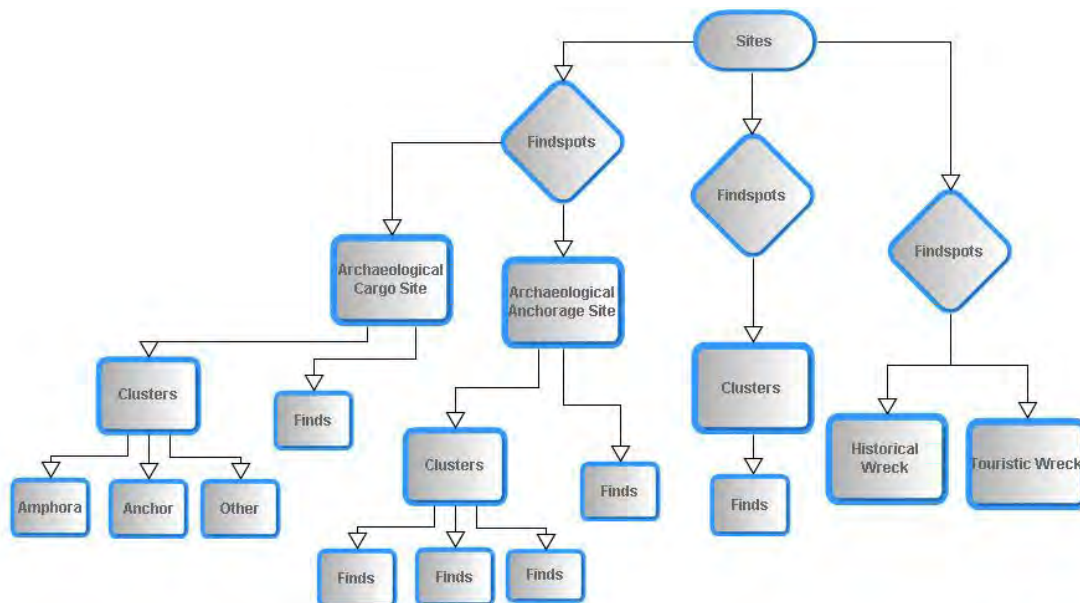 Sites
Findspots
Findspots
Findspots
Archaeological
Cargo Site
Archaeological
Anchorage Site
Clusters
Finds
Clusters
Historical
Wreck
Touristic Wreck
Clusters
Finds
Finds
Amphora
Anchor
Other
Finds
Finds
Finds